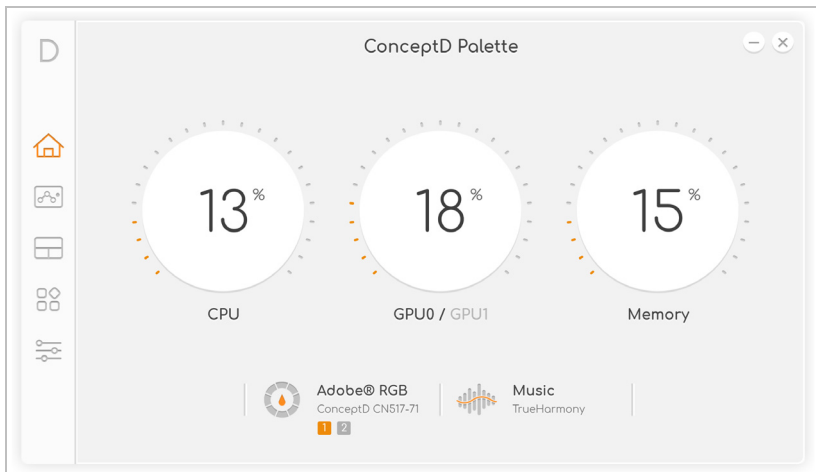 D
ConceptD Palette
13%
18%
15%
CPU
GPU0 / GPU1
Memory
Adobe® RGB
ConceptD CN517-71
1 2
Music
TrueHarmony